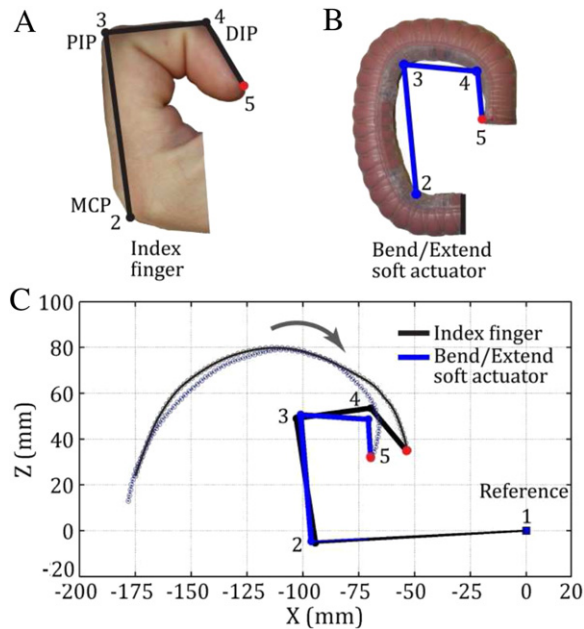 A
3
PIP
4
DIP
5
MCP
2
Index
finger
B
3
4
5
2
Bend/Extend
soft actuator
C
Index finger
Bend/Extend
soft actuator
3
4
5
2
Reference
1
100
80
60
40
20
0
-20
Z (mm)
-200
-175
-150
-125
-100
-75
-50
-25
0
20
X (mm)